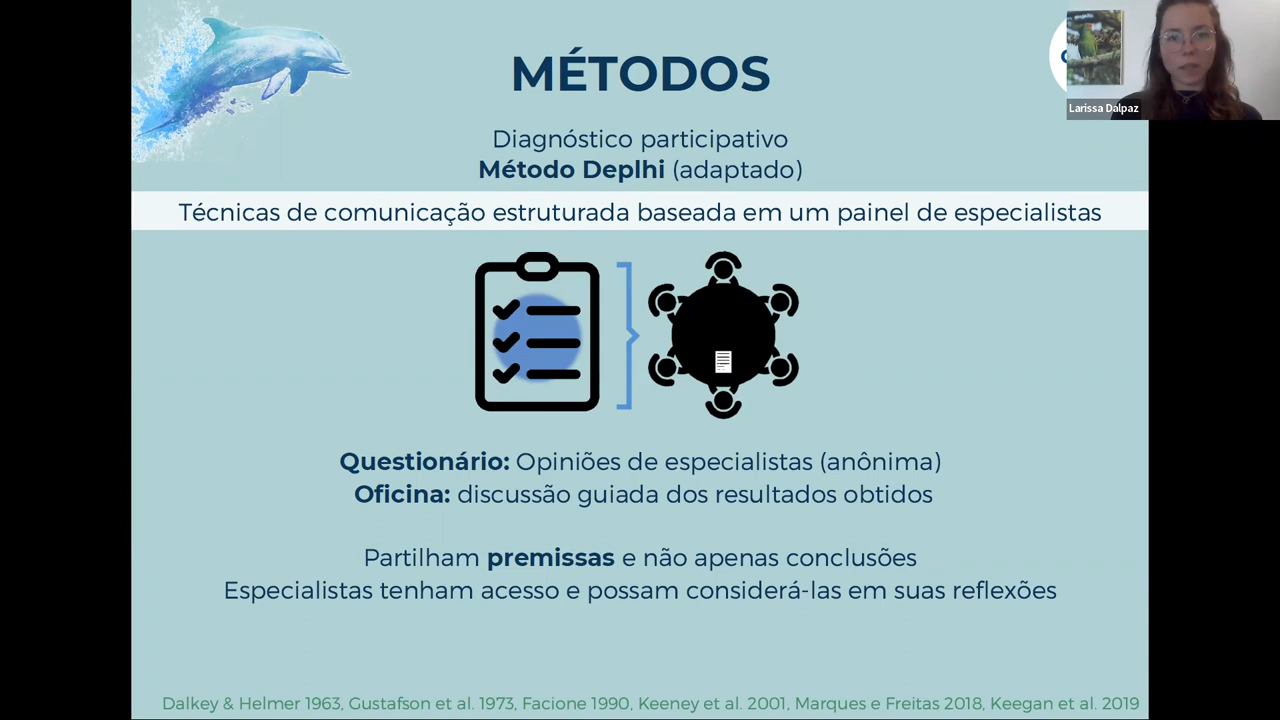 MÉTODOS
Diagnóstico participativo
Método Deplhi (adaptado)
Técnicas de comunicação estruturada baseada em um painel de especialistas
Questionário: Opiniões de especialistas (anônima)
Oficina: discussão guiada dos resultados obtidos
Partilham premissas e não apenas conclusões
Especialistas tenham acesso e possam considerá-las em suas reflexões
Dalkey & Helmer 1963, Gustafson et al. 1973, Facione 1990, Keeney et al. 2001, Marques e Freitas 2018, Keegan et al. 2019
Larissa Dalpaz